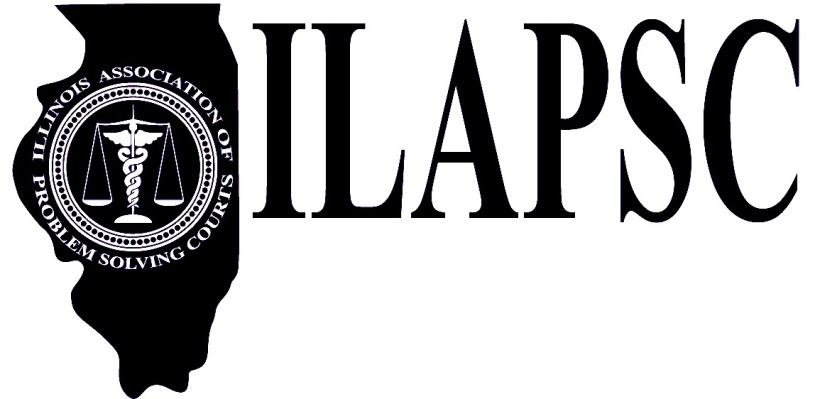 ILLINOIS ASSOCIATION OF
PROBLEM SOLVING COURTS
ILAPSC